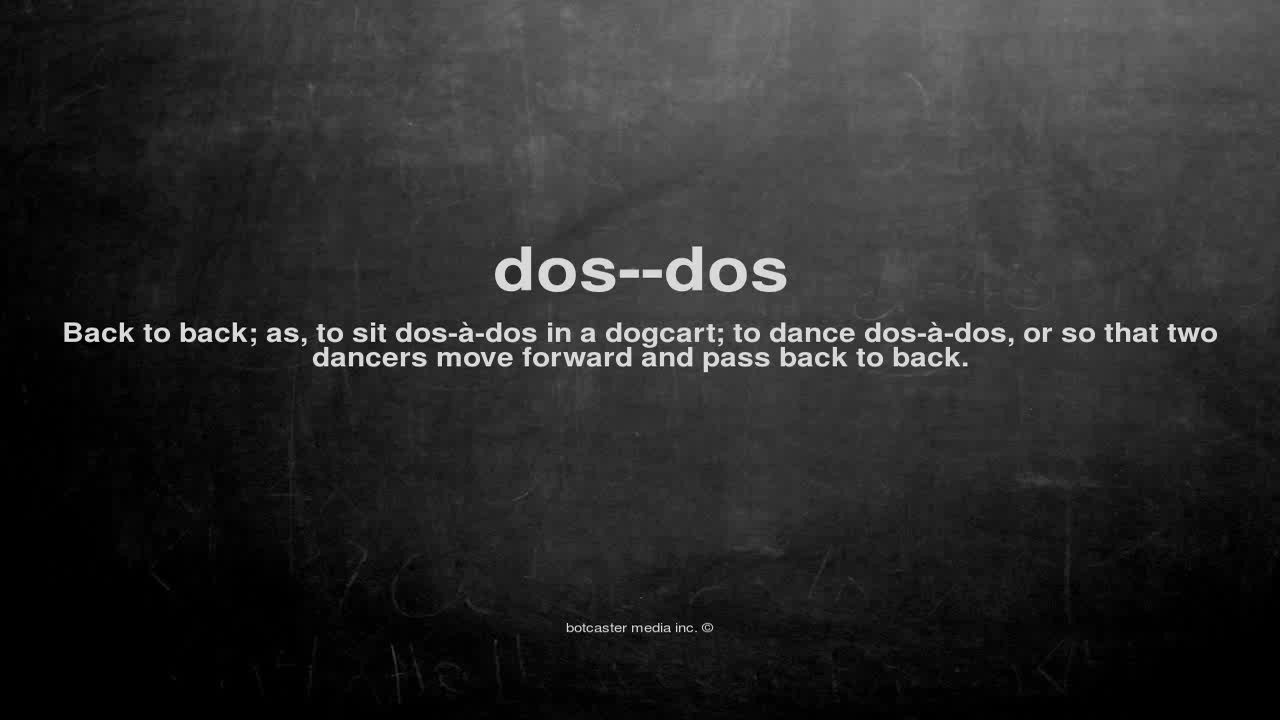 dos--dos
Back to back; as, to sit dos-à-dos in a dogcart; to dance dos-à-dos, or so that two
dancers move forward and pass back to back.
botcaster media inc. ©